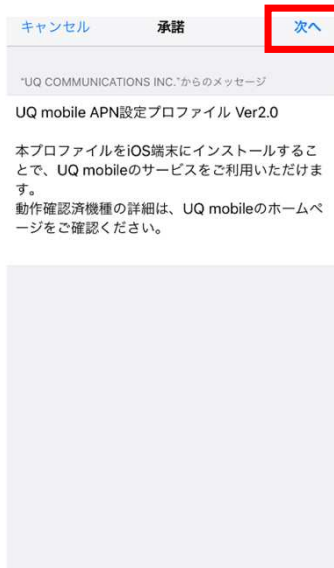 キャンセル 承諾 次へ
"UQ COMMUNICATIONS INC."からのメッセージ
UQ mobile APN設定プロファイル Ver2.0
本プロファイルをiOS端末にインストールするこ
とで、UQ mobileのサービスをご利用いただけま
す。
動作確認済機種の詳細は、UQ mobileのホームペ
ージをご確認ください。